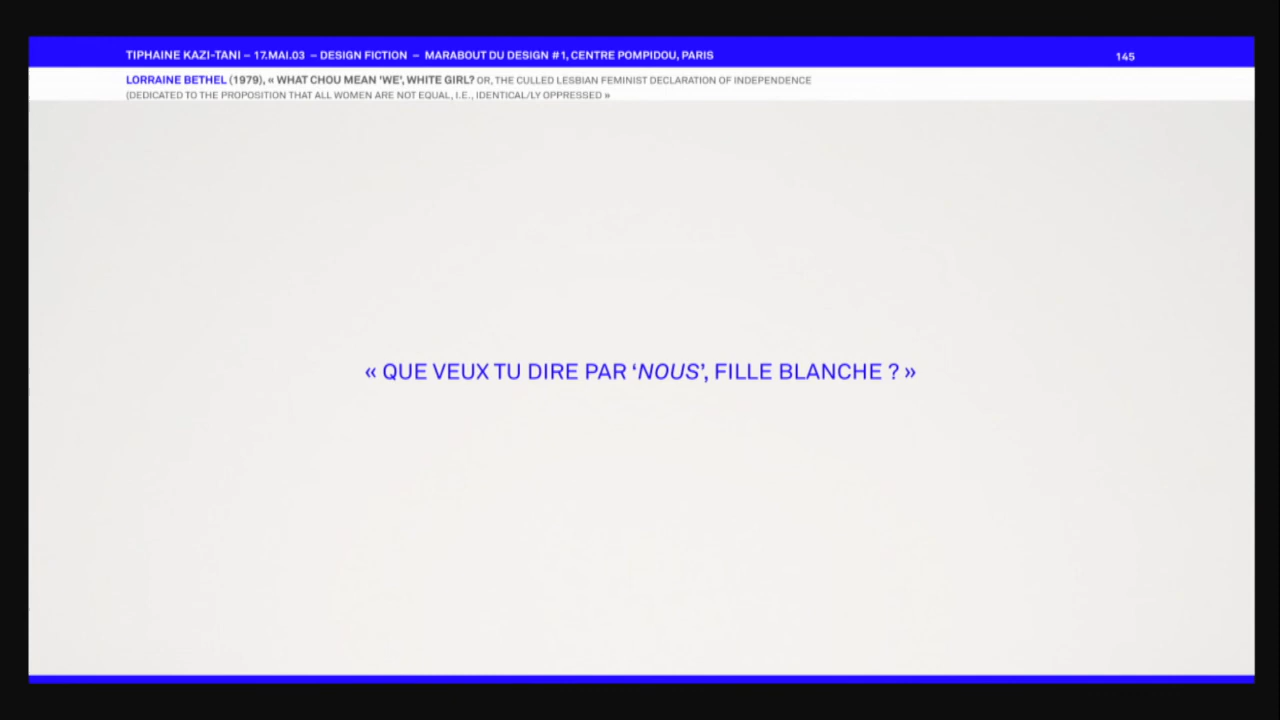 TIPHAINE KAZI-TANI – 17.MAI.03 – DESIGN FICTION – MARABOUT DU DESIGN #1, CENTRE POMPIDOU, PARIS
145
LORRAINE BETHEL (1979), « WHAT CHOU MEAN 'WE', WHITE GIRL? OR, THE CULLED LESBIAN FEMINIST DECLARATION OF INDEPENDENCE
(DEDICATED TO THE PROPOSITION THAT ALL WOMEN ARE NOT EQUAL, I.E., IDENTICAL/LY OPPRESSED »
« QUE VEUX TU DIRE PAR ‘NOUS’, FILLE BLANCHE ? »